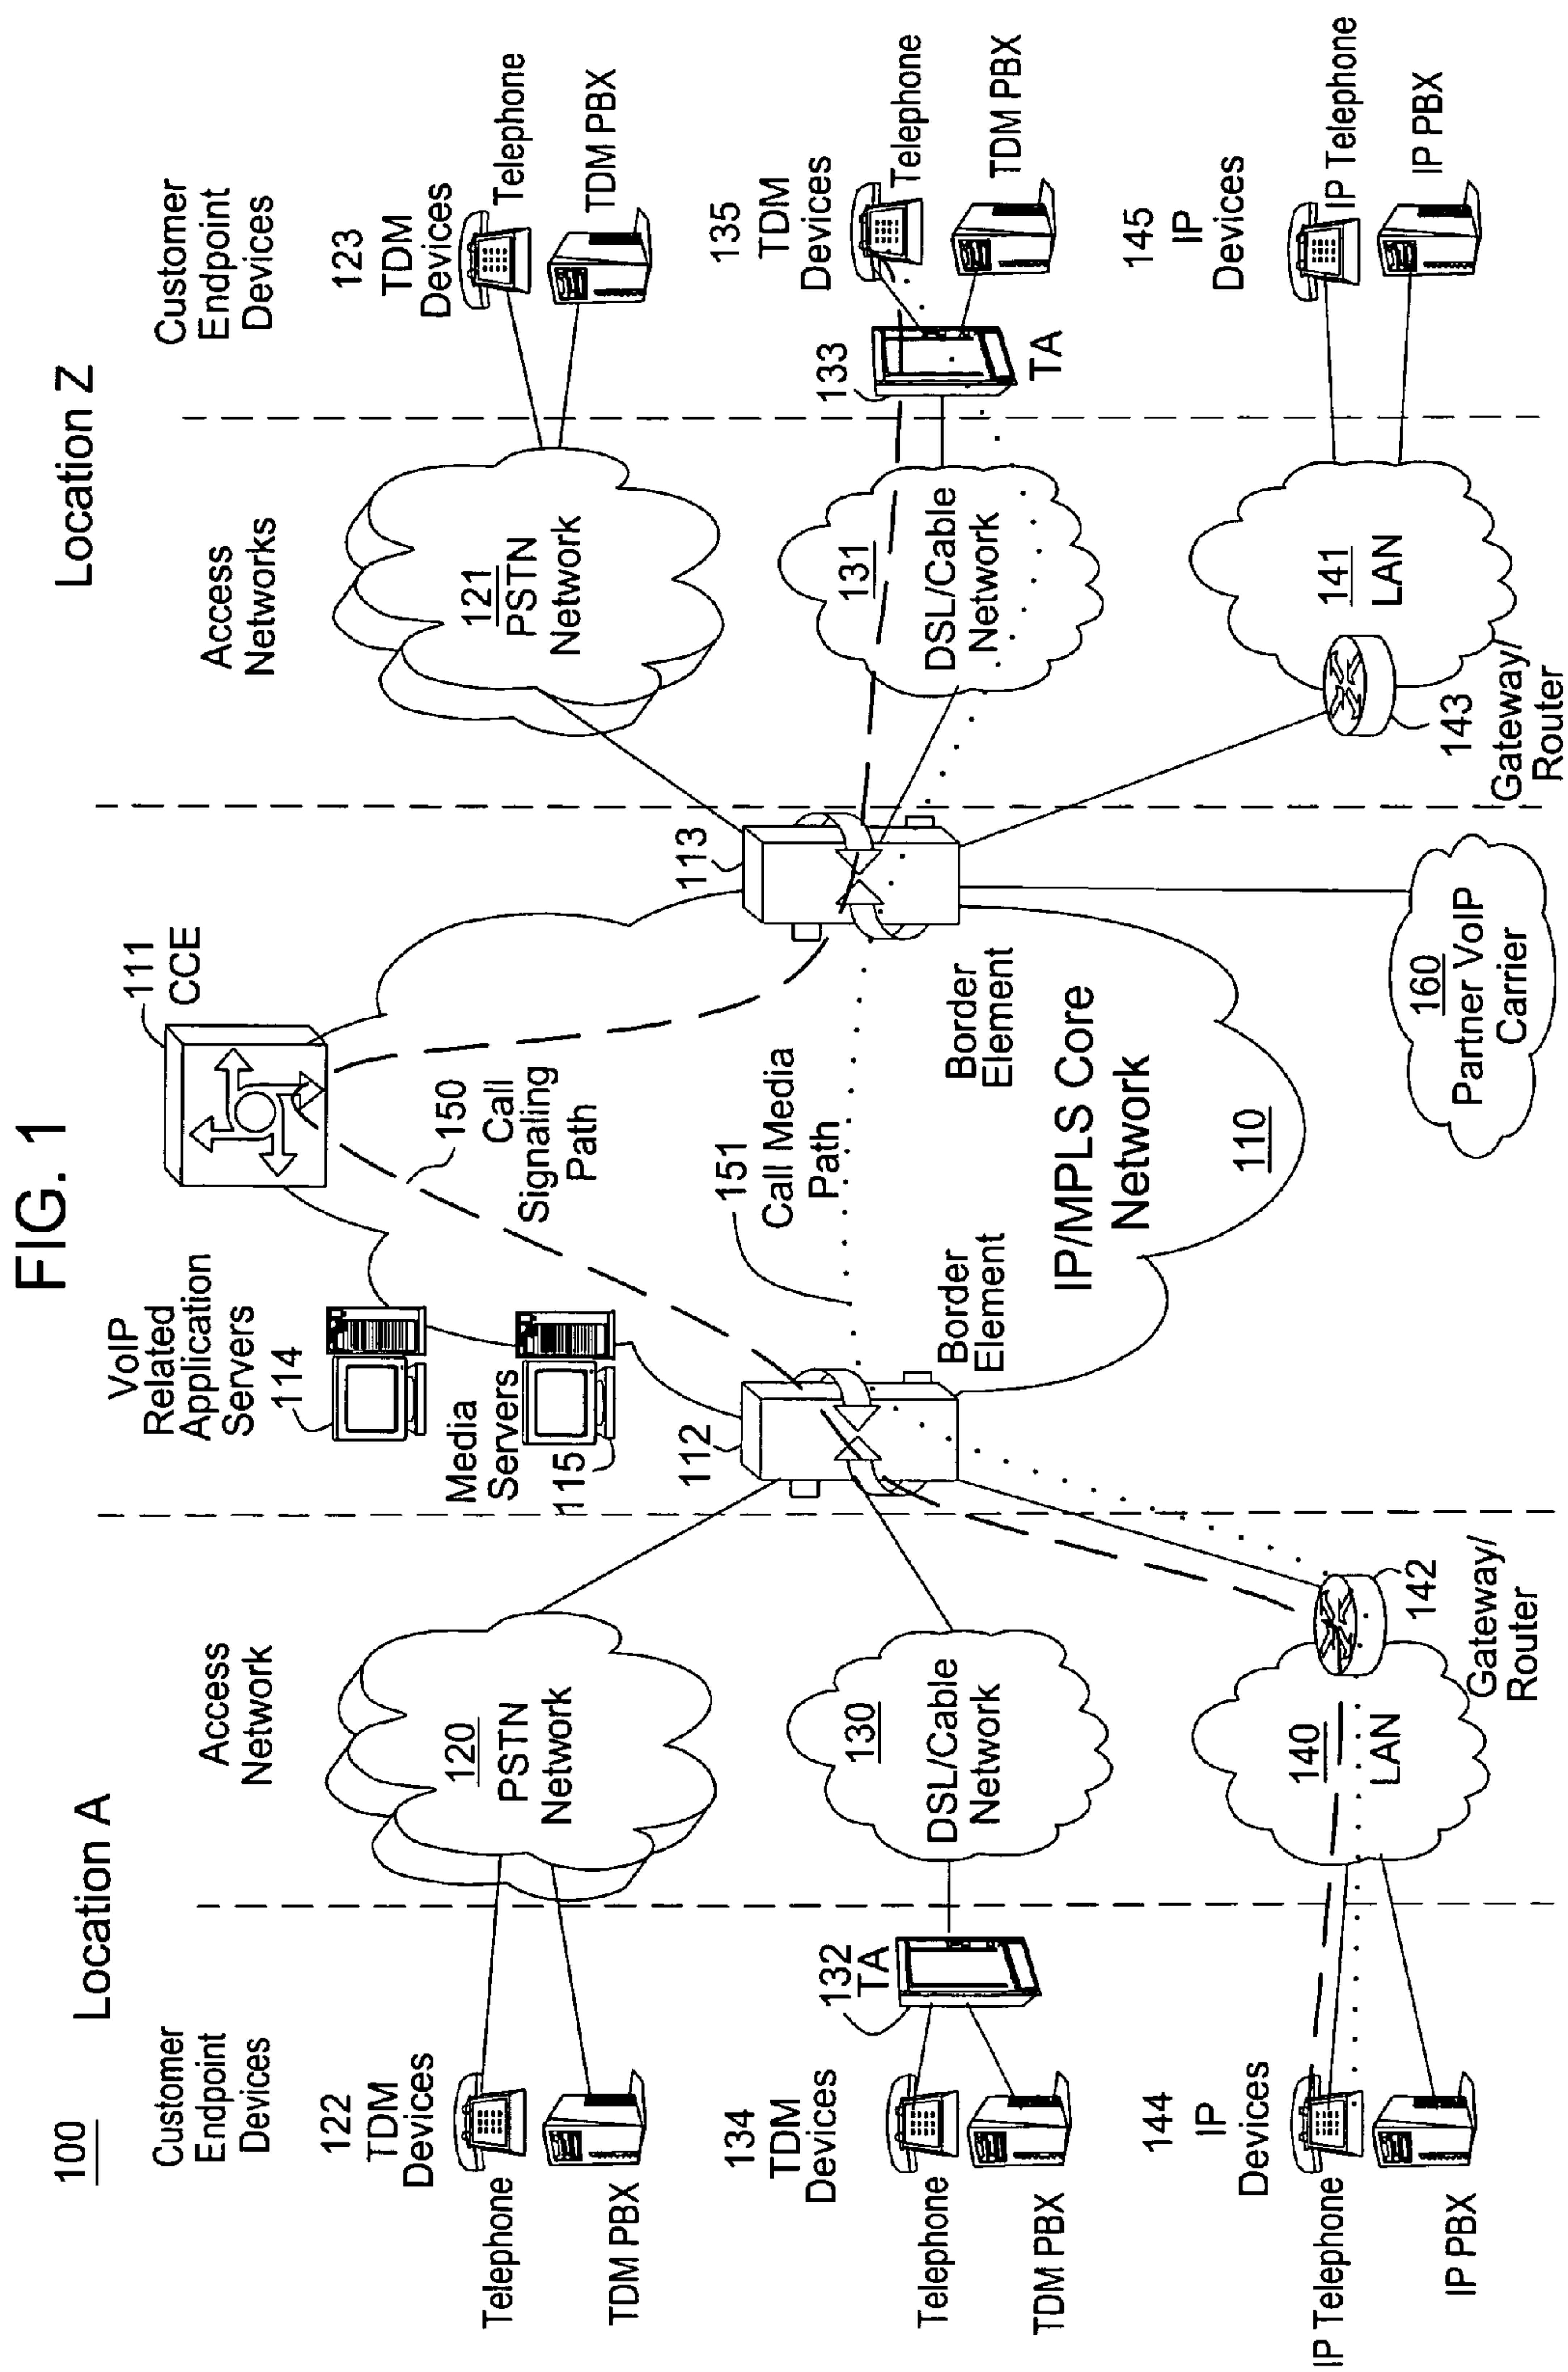 FIG. 1
100
Location A
Location Z
Customer
Endpoint
Devices
Access
Network
VoIP
Related
Application
Servers
114
111
CCE
Access
Networks
Customer
Endpoint
Devices
122
TDM
Devices
Telephone
TDM PBX
120
PSTN
Network
Media
Servers
115
150
Call
Signaling
Path
121
PSTN
Network
123
TDM
Devices
Telephone
TDM PBX
134
TDM
Devices
Telephone
TDM PBX
132
TA
130
DSL/Cable
Network
112
Border
Element
151
Call Media
Path
113
Border
Element
131
DSL/Cable
Network
133
TA
135
TDM
Devices
Telephone
TDM PBX
IP/MPLS Core
Network
110
144
IP
Devices
IP Telephone
IP PBX
140
LAN
142
Gateway/
Router
160
Partner VoIP
Carrier
141
LAN
143
Gateway/
Router
145
IP
Devices
IP Telephone
IP PBX